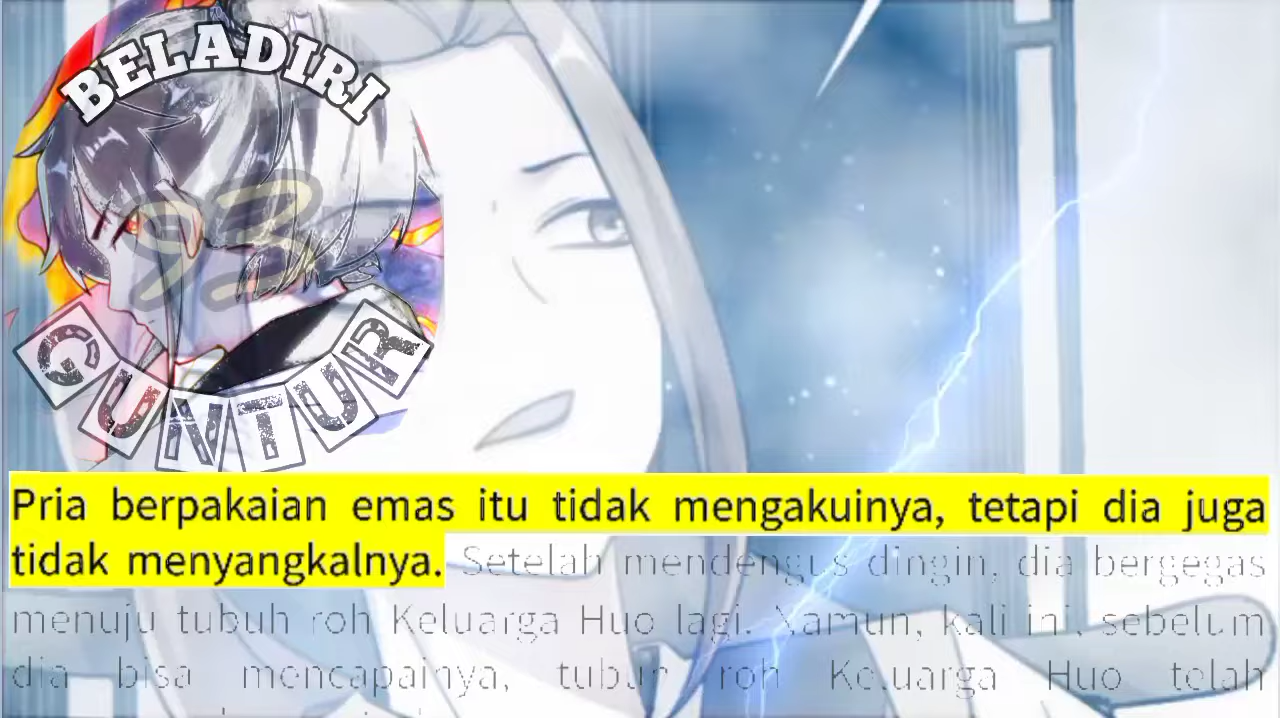 BELADIRI
GUNTUR
Pria berpakaian emas itu tidak mengakuinya, tetapi dia juga
tidak menyangkalnya. Setelah mendengus dingin, dia bergegas
menuju tubuh roh Keluarga Huo lagi. Namun, kali ini, sebelum
dia bisa mencapainya, tubuh roh Keluarga Huo telah